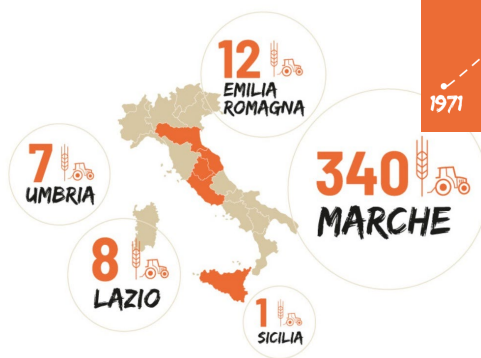 12
EMILIA
ROMAGNA
1971
7
UMBRIA
340
MARCHE
8
LAZIO
1
SICILIA